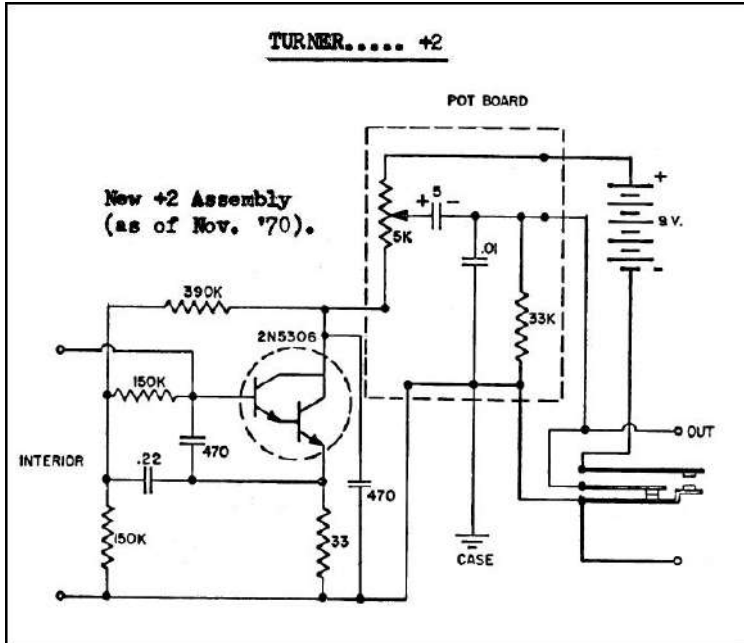 TURNER..... +2
POT BOARD
New +2 Assembly
(as of Nov. '70).
+ 5 -
5K
.01
33K
+
9 V.
-
390K
2N5306
150K
470
OUT
INTERIOR
.22
470
150K
33
CASE